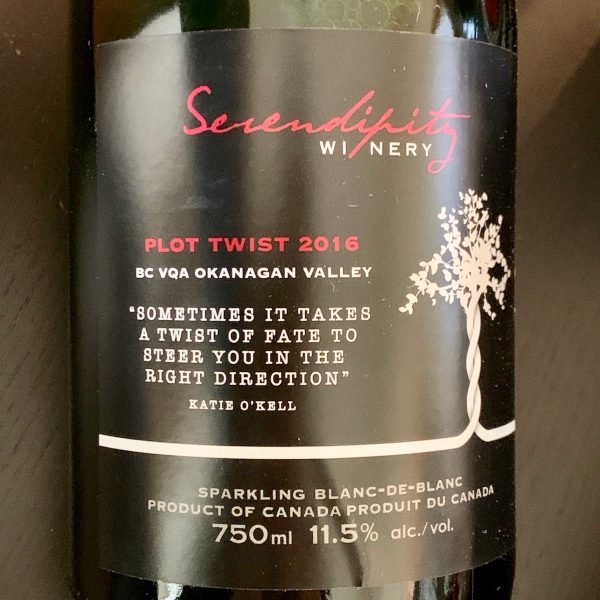 Serendipity
WINERY
PLOT TWIST 2016
BC VQA OKANAGAN VALLEY
"SOMETIMES IT TAKES
A TWIST OF FATE TO
STEER YOU IN THE
RIGHT DIRECTION"
KATIE O'KELL
SPARKLING BLANC-DE-BLANC
PRODUCT OF CANADA PRODUIT DU CANADA
750ml 11.5% alc./vol.